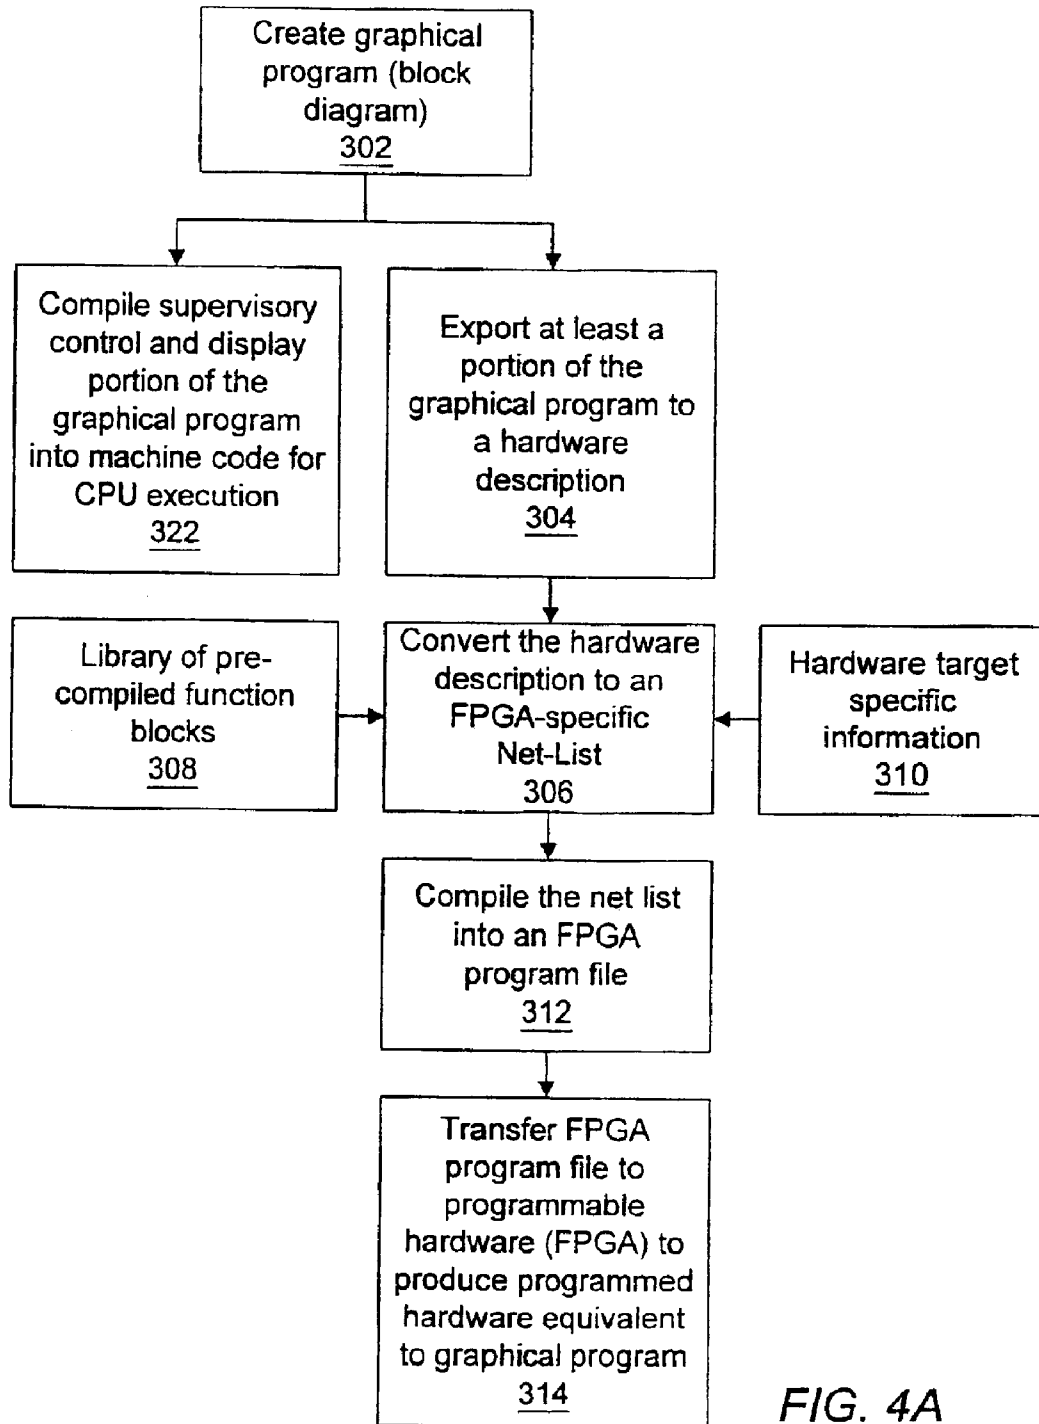 Create graphical
program (block
diagram)
302
Compile supervisory
control and display
portion of the
graphical program
into machine code for
CPU execution
322
Export at least a
portion of the
graphical program to
a hardware
description
304
Library of pre-
compiled function
blocks
308
Convert the hardware
description to an
FPGA-specific
Net-List
306
Hardware target
specific
information
310
Compile the net list
into an FPGA
program file
312
Transfer FPGA
program file to
programmable
hardware (FPGA) to
produce programmed
hardware equivalent
to graphical program
314
FIG. 4A